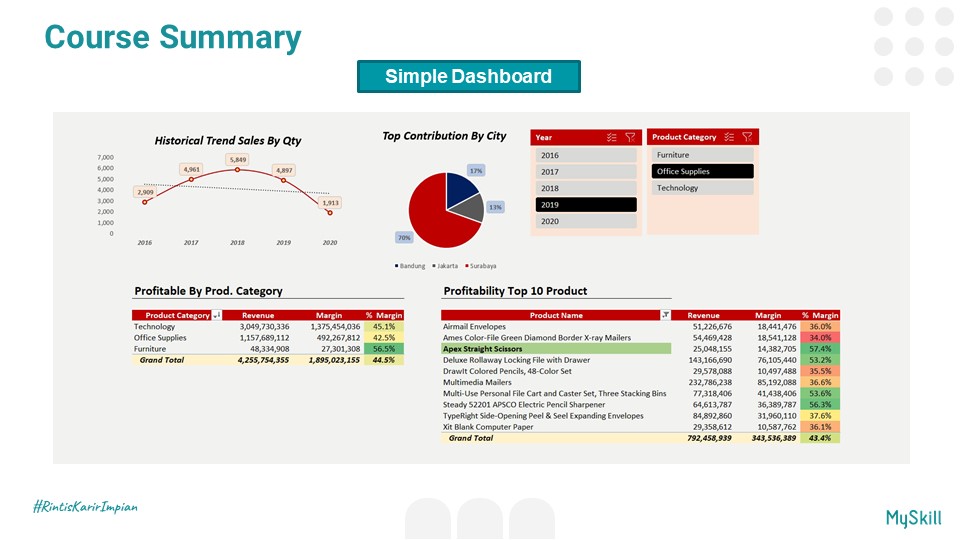 Course Summary
Simple Dashboard
Historical Trend Sales By Qty
7,000
6,000
5,000
4,000
3,000
2,000
1,000
0
2,909
4,961
5,849
4,897
1,913
2016 2017 2018 2019 2020
Top Contribution By City
17%
13%
70%
Bandung Jakarta Surabaya
Year
2016
2017
2018
2019
2020
Product Category
Furniture
Office Supplies
Technology
Profitable By Prod. Category
Product Category Revenue Margin % Margin
Technology 3,049,730,336 1,375,454,036 45.1%
Office Supplies 1,157,689,112 492,267,812 42.5%
Furniture 48,334,908 27,301,308 56.5%
Grand Total 4,255,754,355 1,895,023,155 44.5%
Profitability Top 10 Product
Product Name Revenue Margin % Margin
Airmail Envelopes 51,226,676 18,441,476 36.0%
Ames Color-File Green Diamond Border X-ray Mailers 54,469,428 18,541,128 34.0%
Apex Straight Scissors 25,048,155 14,382,705 57.4%
Deluxe Rollaway Locking File with Drawer 143,166,690 76,105,440 53.2%
DrawIt Colored Pencils, 48-Color Set 29,578,088 10,497,488 35.5%
Multimedia Mailers 232,786,238 85,192,088 36.6%
Multi-Use Personal File Cart and Caster Set, Three Stacking Bins 77,318,406 41,438,406 53.6%
Steady 52201 APSCO Electric Pencil Sharpener 64,613,787 36,389,787 56.3%
TypeRight Side-Opening Peel & Seel Expanding Envelopes 84,892,860 31,960,110 37.6%
Xit Blank Computer Paper 29,358,612 10,587,762 36.1%
Grand Total 792,458,939 343,536,389 43.4%
#RintisKarirImpian
MySkill